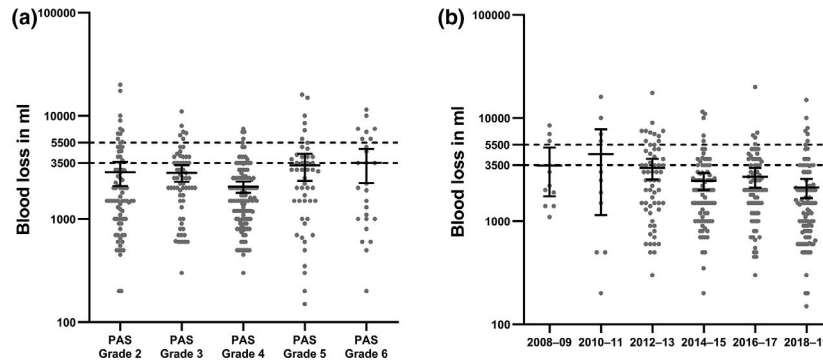 (a)
Blood loss in ml
100000
10000
5500
3500
1000
100
PAS Grade 2
PAS Grade 3
PAS Grade 4
PAS Grade 5
PAS Grade 6
(b)
Blood loss in ml
100000
10000
5500
3500
1000
100
2008–09
2010–11
2012–13
2014–15
2016–17